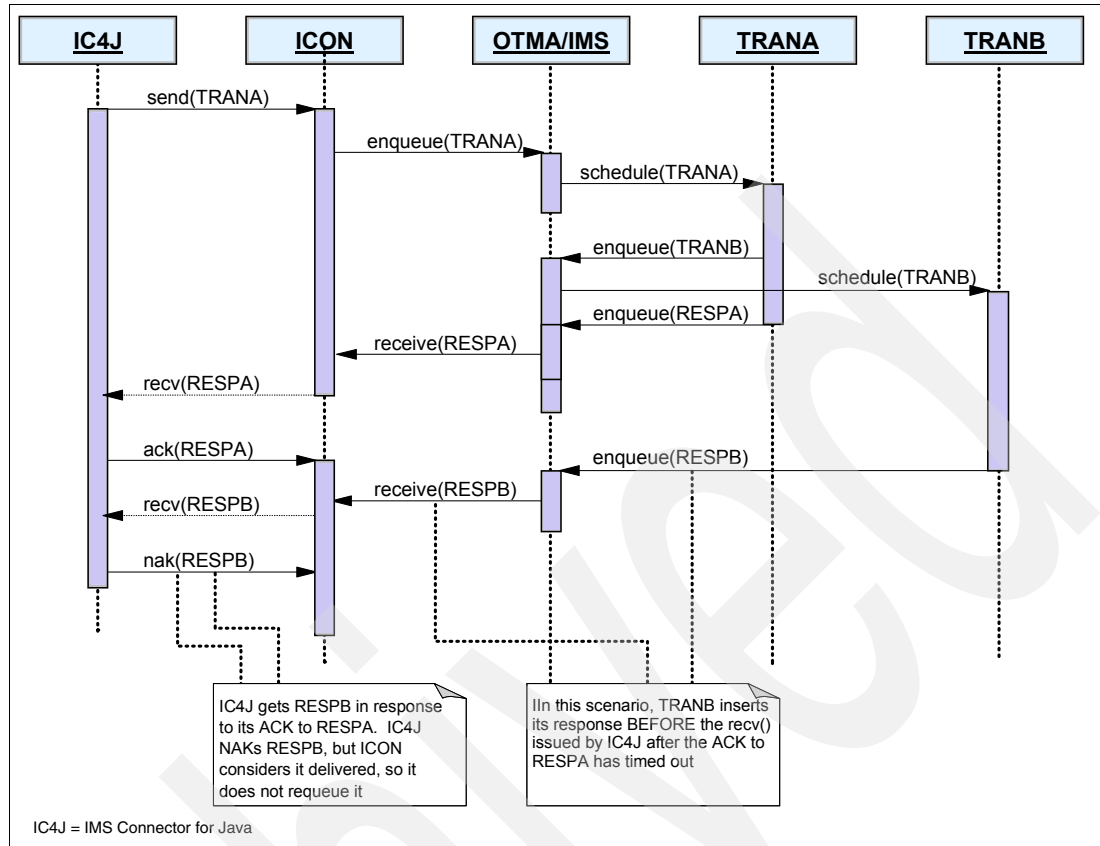 IC4J
ICON
OTMA/IMS
TRANA
TRANB
send(TRANA)
enqueue(TRANA)
schedule(TRANA)
enqueue(TRANB)
schedule(TRANB)
enqueue(RESPA)
receive(RESPA)
recv(RESPA)
ack(RESPA)
enqueue(RESPB)
receive(RESPB)
recv(RESPB)
nak(RESPB)
IC4J gets RESPB in response
to its ACK to RESPA. IC4J
NAKs RESPB, but ICON
considers it delivered, so it
does not requeue it
IIn this scenario, TRANB inserts
its response BEFORE the recv()
issued by IC4J after the ACK to
RESPA has timed out
IC4J = IMS Connector for Java